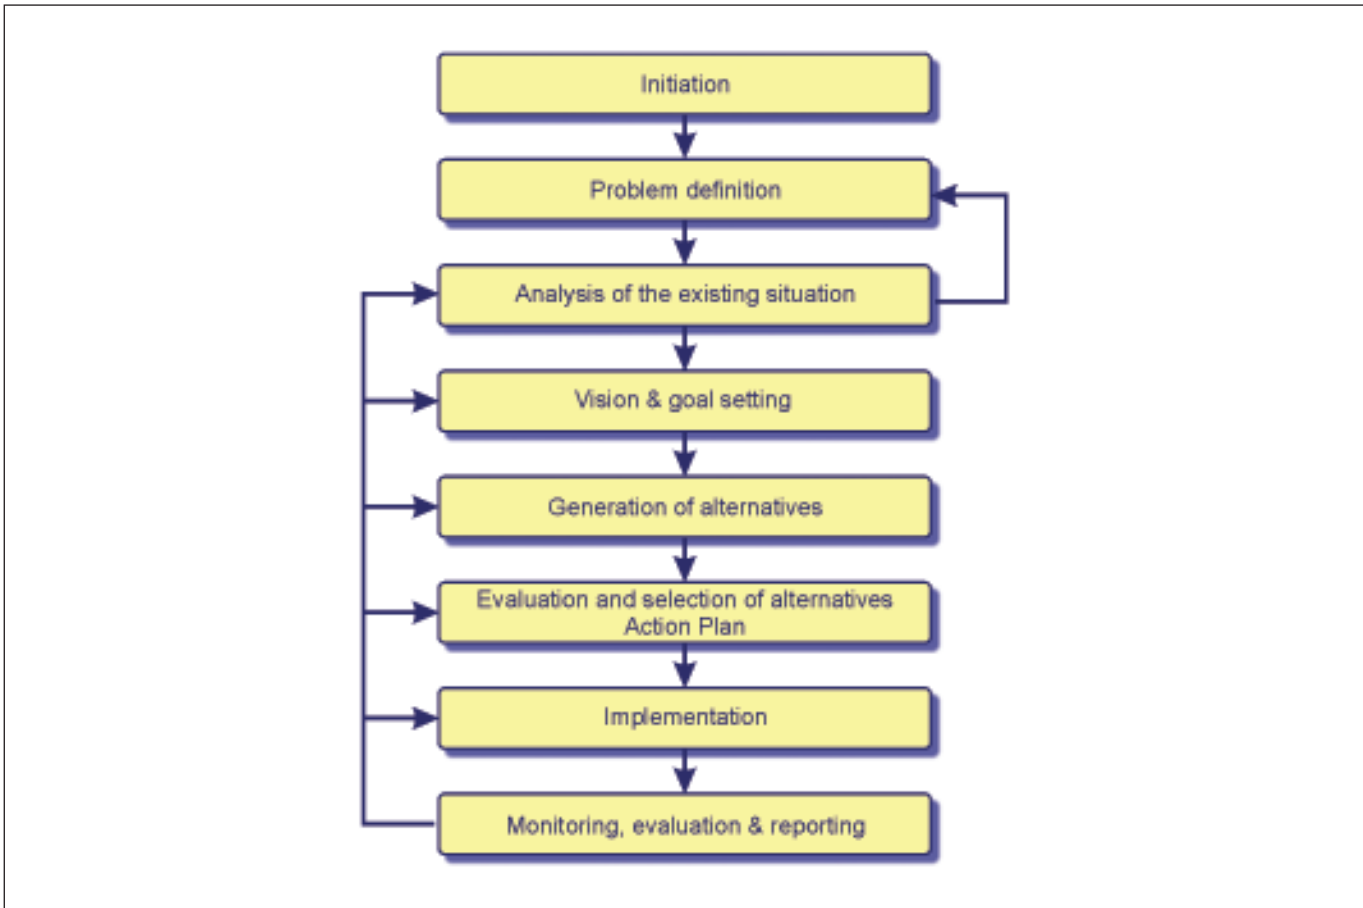 Initiation
Problem definition
Analysis of the existing situation
Vision & goal setting
Generation of alternatives
Evaluation and selection of alternatives
Action Plan
Implementation
Monitoring, evaluation & reporting